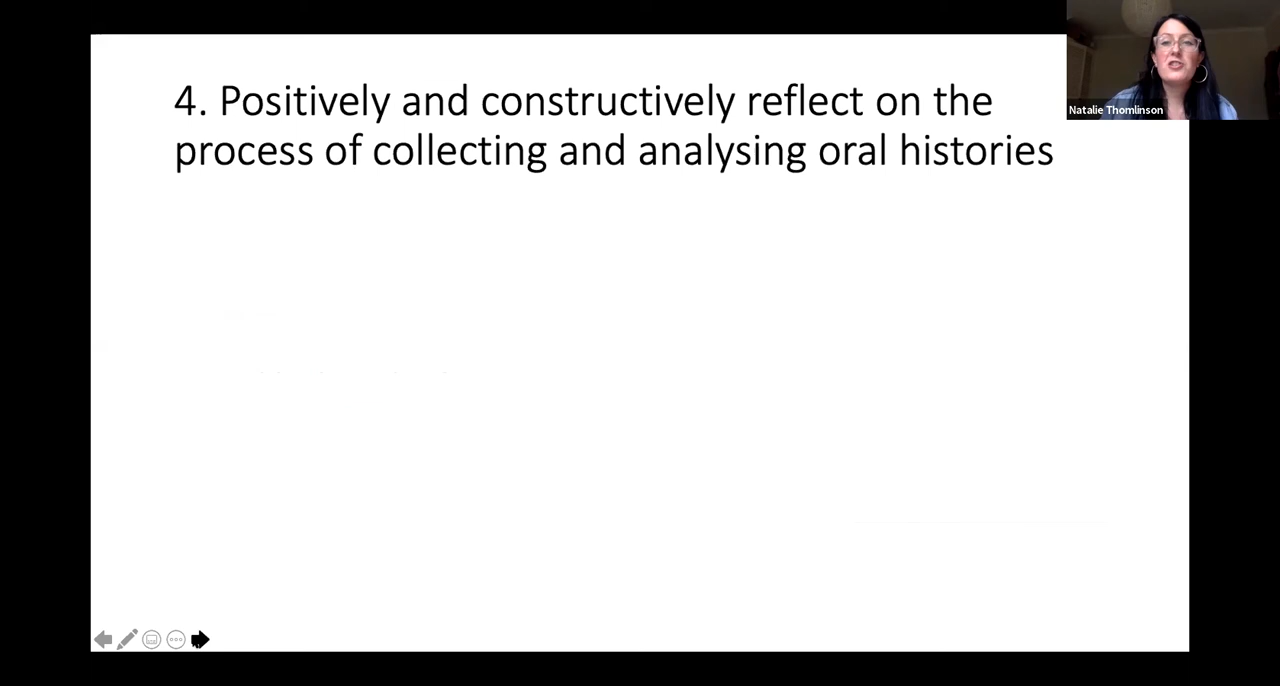 4. Positively and constructively reflect on the
process of collecting and analysing oral histories
Natalie Thomlinson